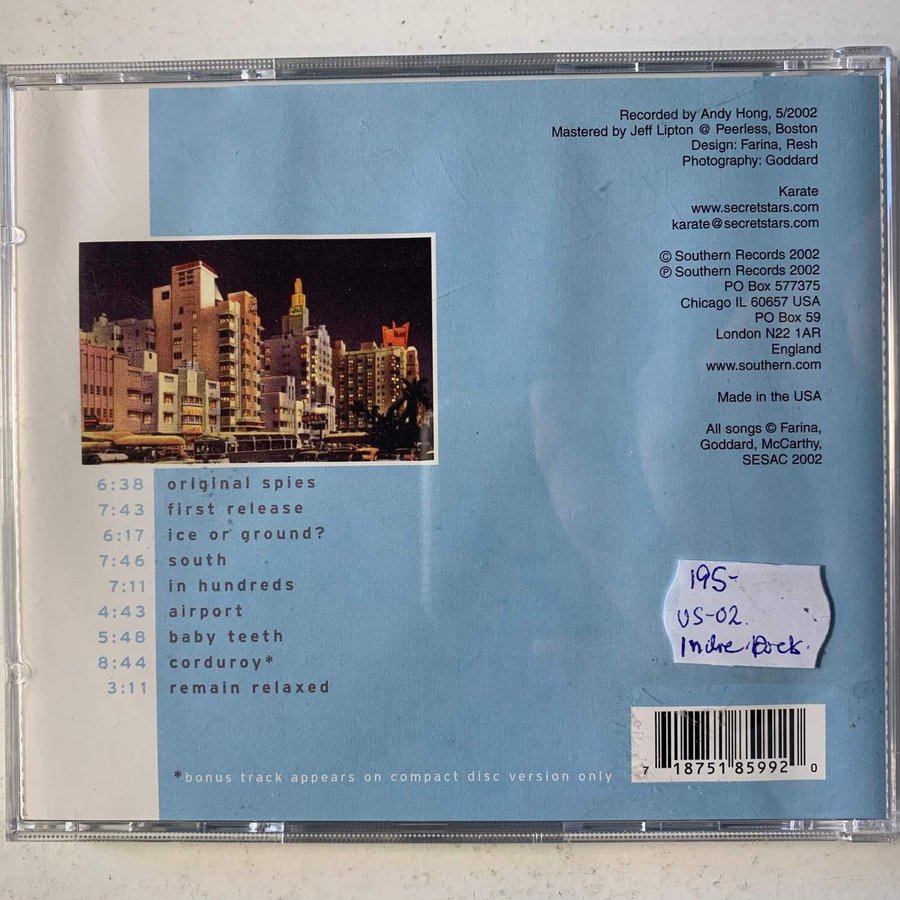 Recorded by Andy Hong, 5/2002
Mastered by Jeff Lipton @ Peerless, Boston
Design: Farina, Resh
Photography: Goddard
Karate
www.secretstars.com
karate@secretstars.com
© Southern Records 2002
℗ Southern Records 2002
PO Box 577375
Chicago IL 60657 USA
PO Box 59
London N22 1AR
England
www.southern.com
Made in the USA
All songs © Farina,
Goddard, McCarthy,
SESAC 2002
6:38 original spies
7:43 first release
6:17 ice or ground?
7:46 south
7:11 in hundreds
4:43 airport
5:48 baby teeth
8:44 corduroy*
3:11 remain relaxed
*bonus track appears on compact disc version only
195-
US-02.
Indie Rock.
7 18751 85992 0